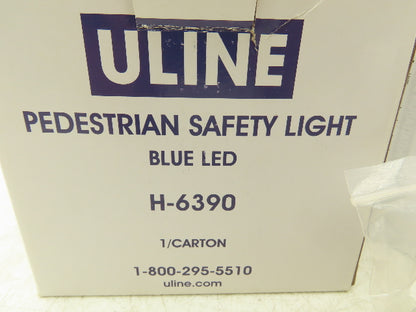 ULINE
PEDESTRIAN SAFETY LIGHT
BLUE LED
H-6390
1/CARTON
1-800-295-5510
uline.com